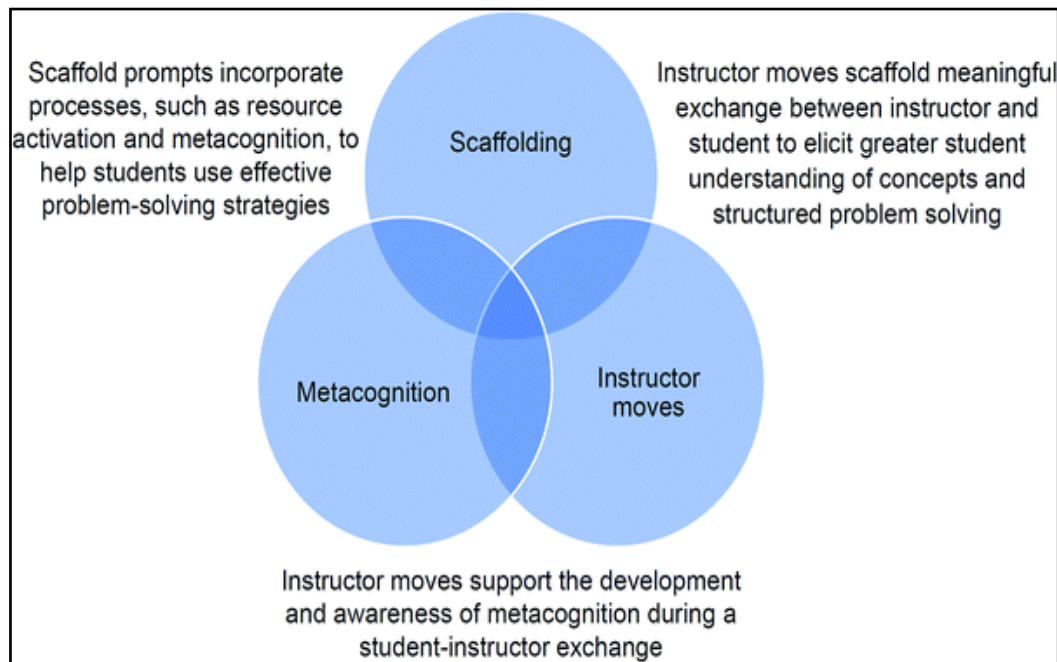 Scaffold prompts incorporate
processes, such as resource
activation and metacognition, to
help students use effective
problem-solving strategies
Scaffolding
Instructor moves scaffold meaningful
exchange between instructor and
student to elicit greater student
understanding of concepts and
structured problem solving
Metacognition
Instructor
moves
Instructor moves support the development
and awareness of metacognition during a
student-instructor exchange